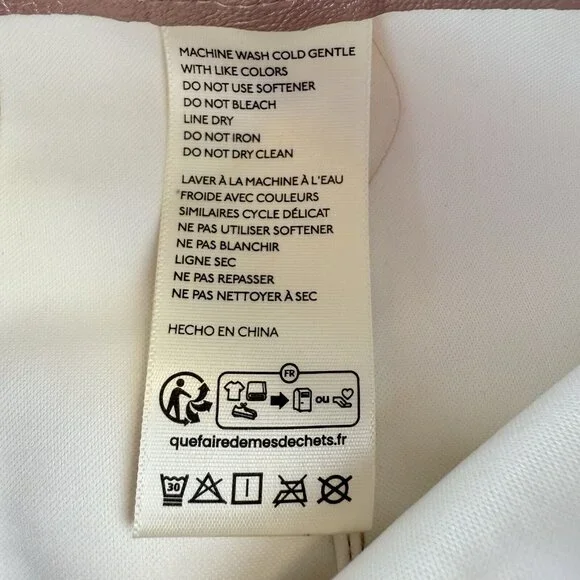 MACHINE WASH COLD GENTLE
WITH LIKE COLORS
DO NOT USE SOFTENER
DO NOT BLEACH
LINE DRY
DO NOT IRON
DO NOT DRY CLEAN
LAVER À LA MACHINE À L'EAU
FROIDE AVEC COULEURS
SIMILAIRES CYCLE DÉLICAT
NE PAS UTILISER SOFTENER
NE PAS BLANCHIR
LIGNE SEC
NE PAS REPASSER
NE PAS NETTOYER À SEC
HECHO EN CHINA
FR
ou
quefairedemesdechets.fr
30